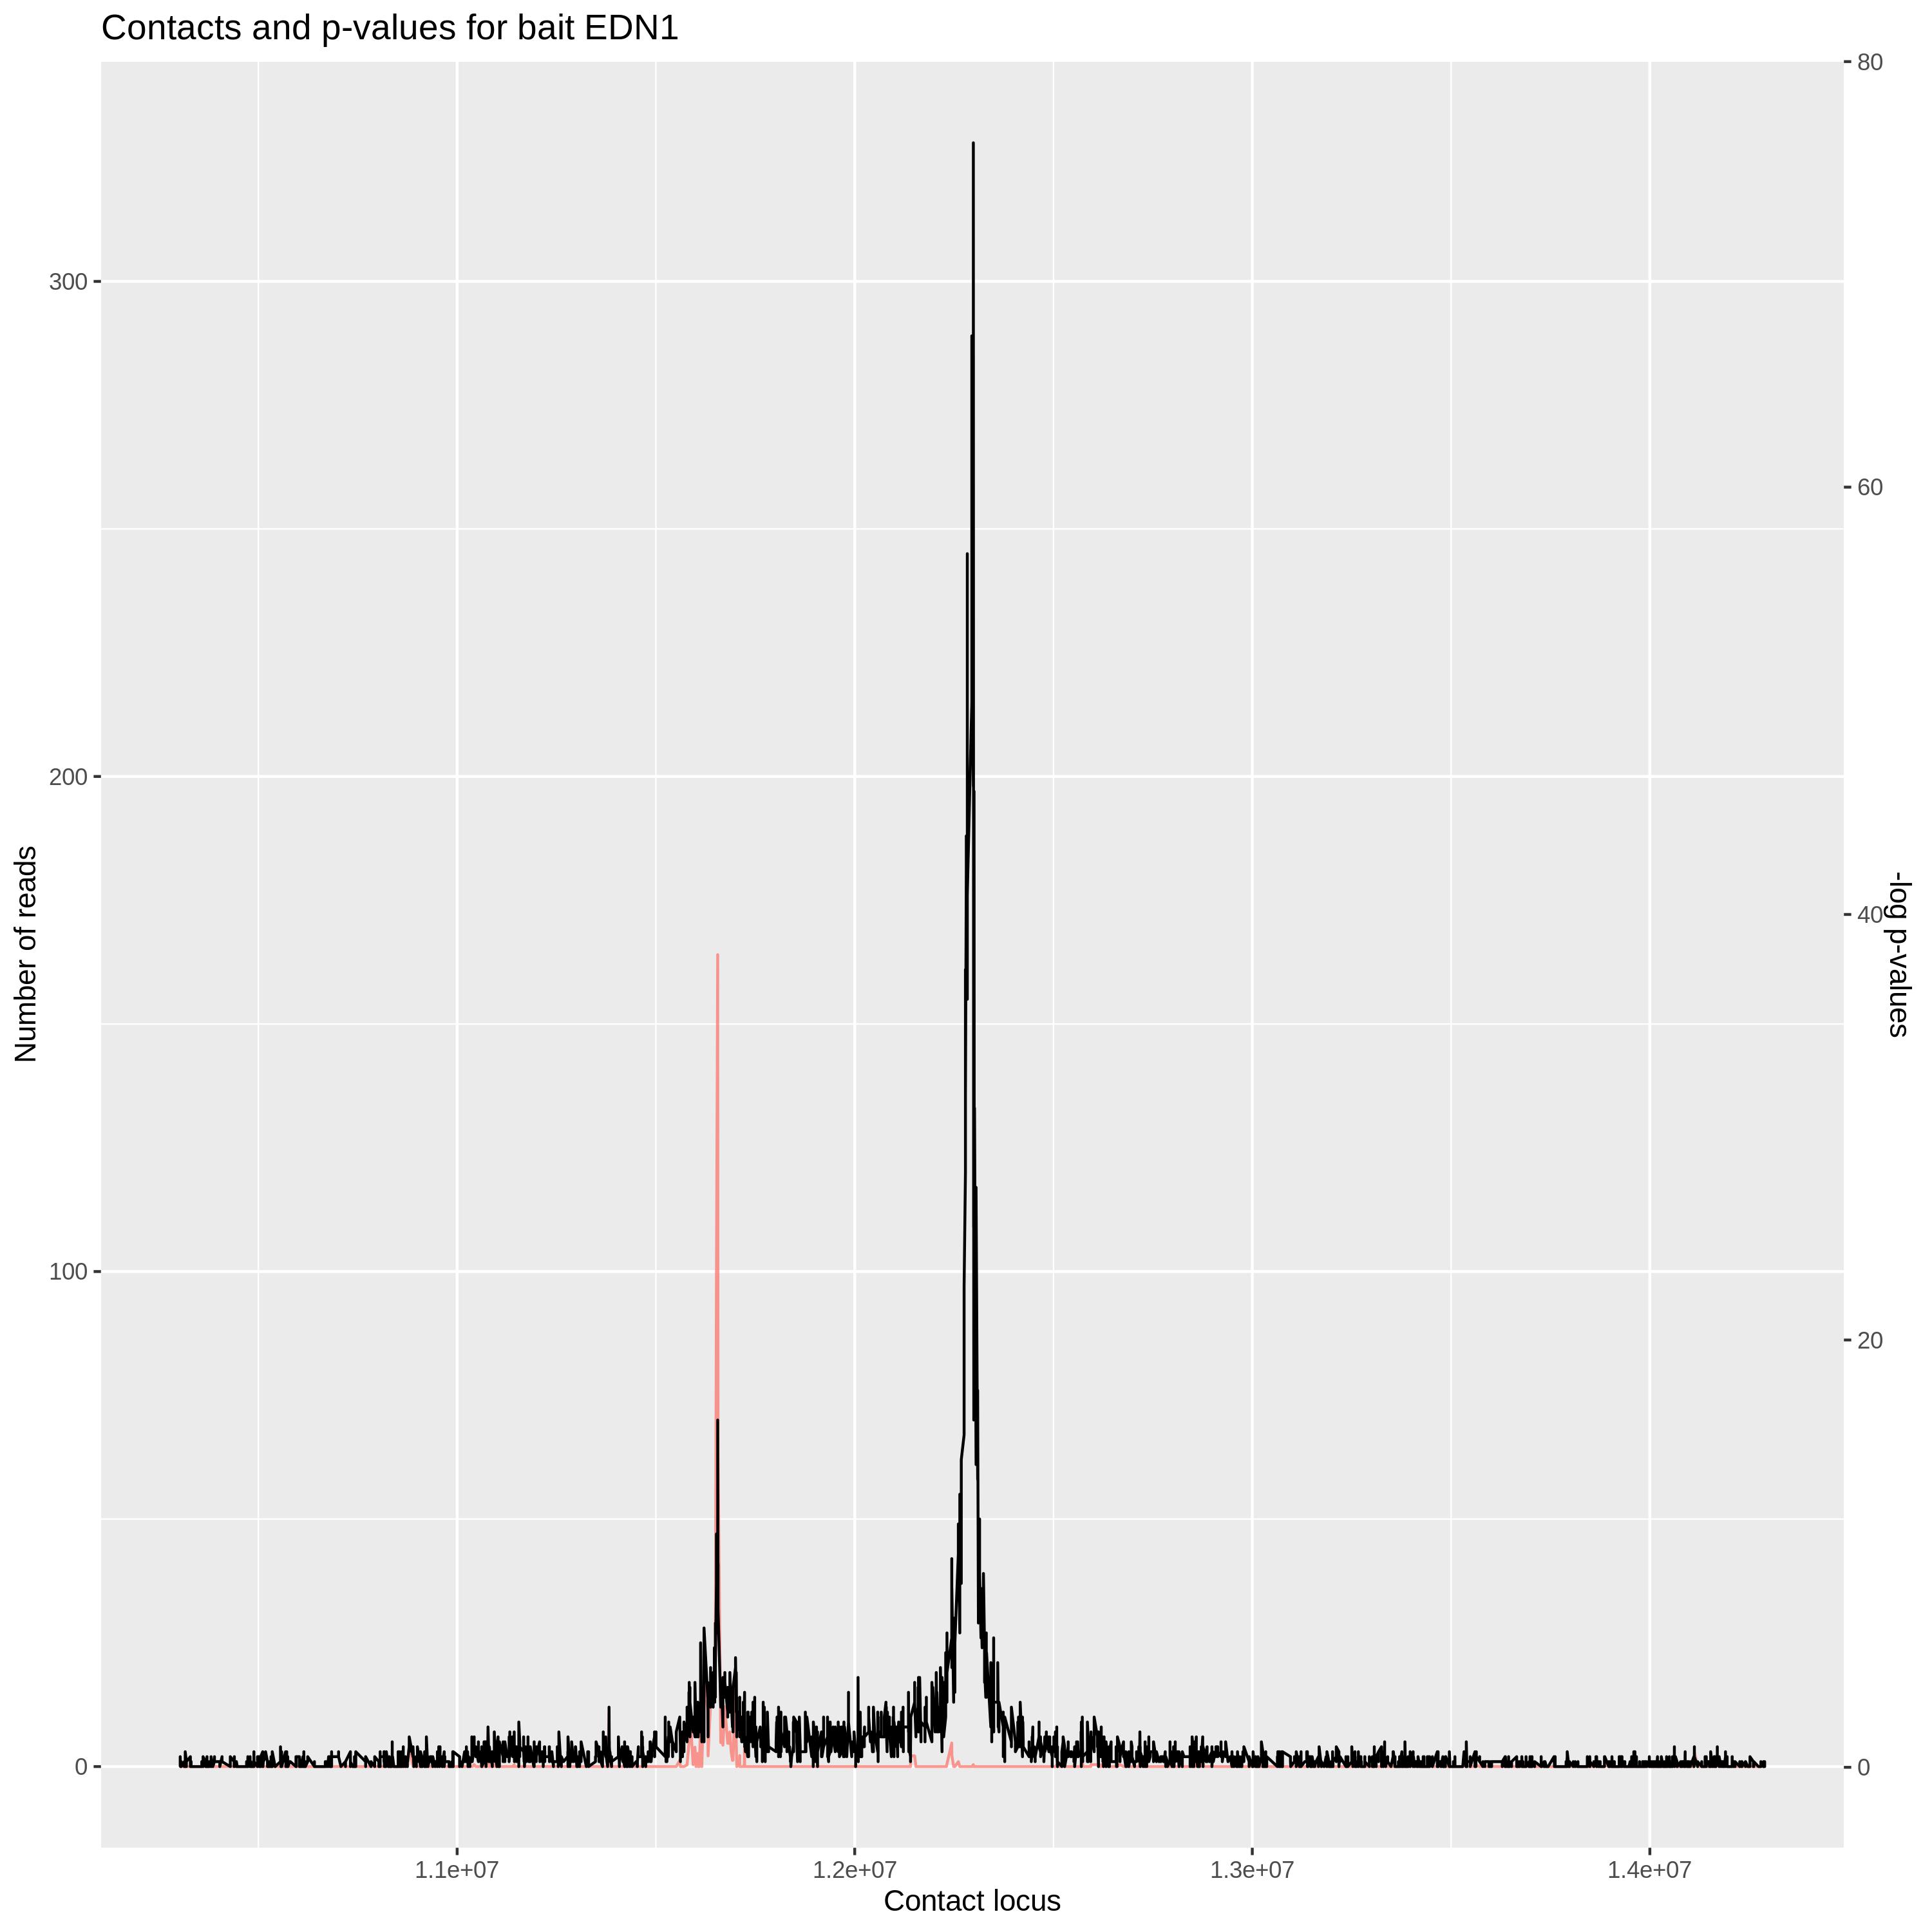 Contacts and p-values for bait EDN1
80
300
60
200
40
100
20
0
0
Number of reads
-log p-values
1.1e+07
1.2e+07
1.3e+07
1.4e+07
Contact locus